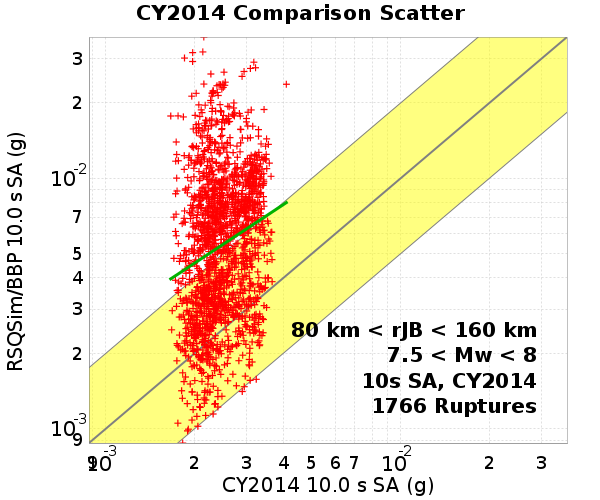 CY2014 Comparison Scatter
RSQSim/BBP 10.0 s SA (g)
3
2
10-2
7
5
4
3
2
10-3
9
80 km < rJB < 160 km
7.5 < Mw < 8
10s SA, CY2014
1766 Ruptures
9 10-3 2 3 4 5 6 7 10-2 2 3
CY2014 10.0 s SA (g)